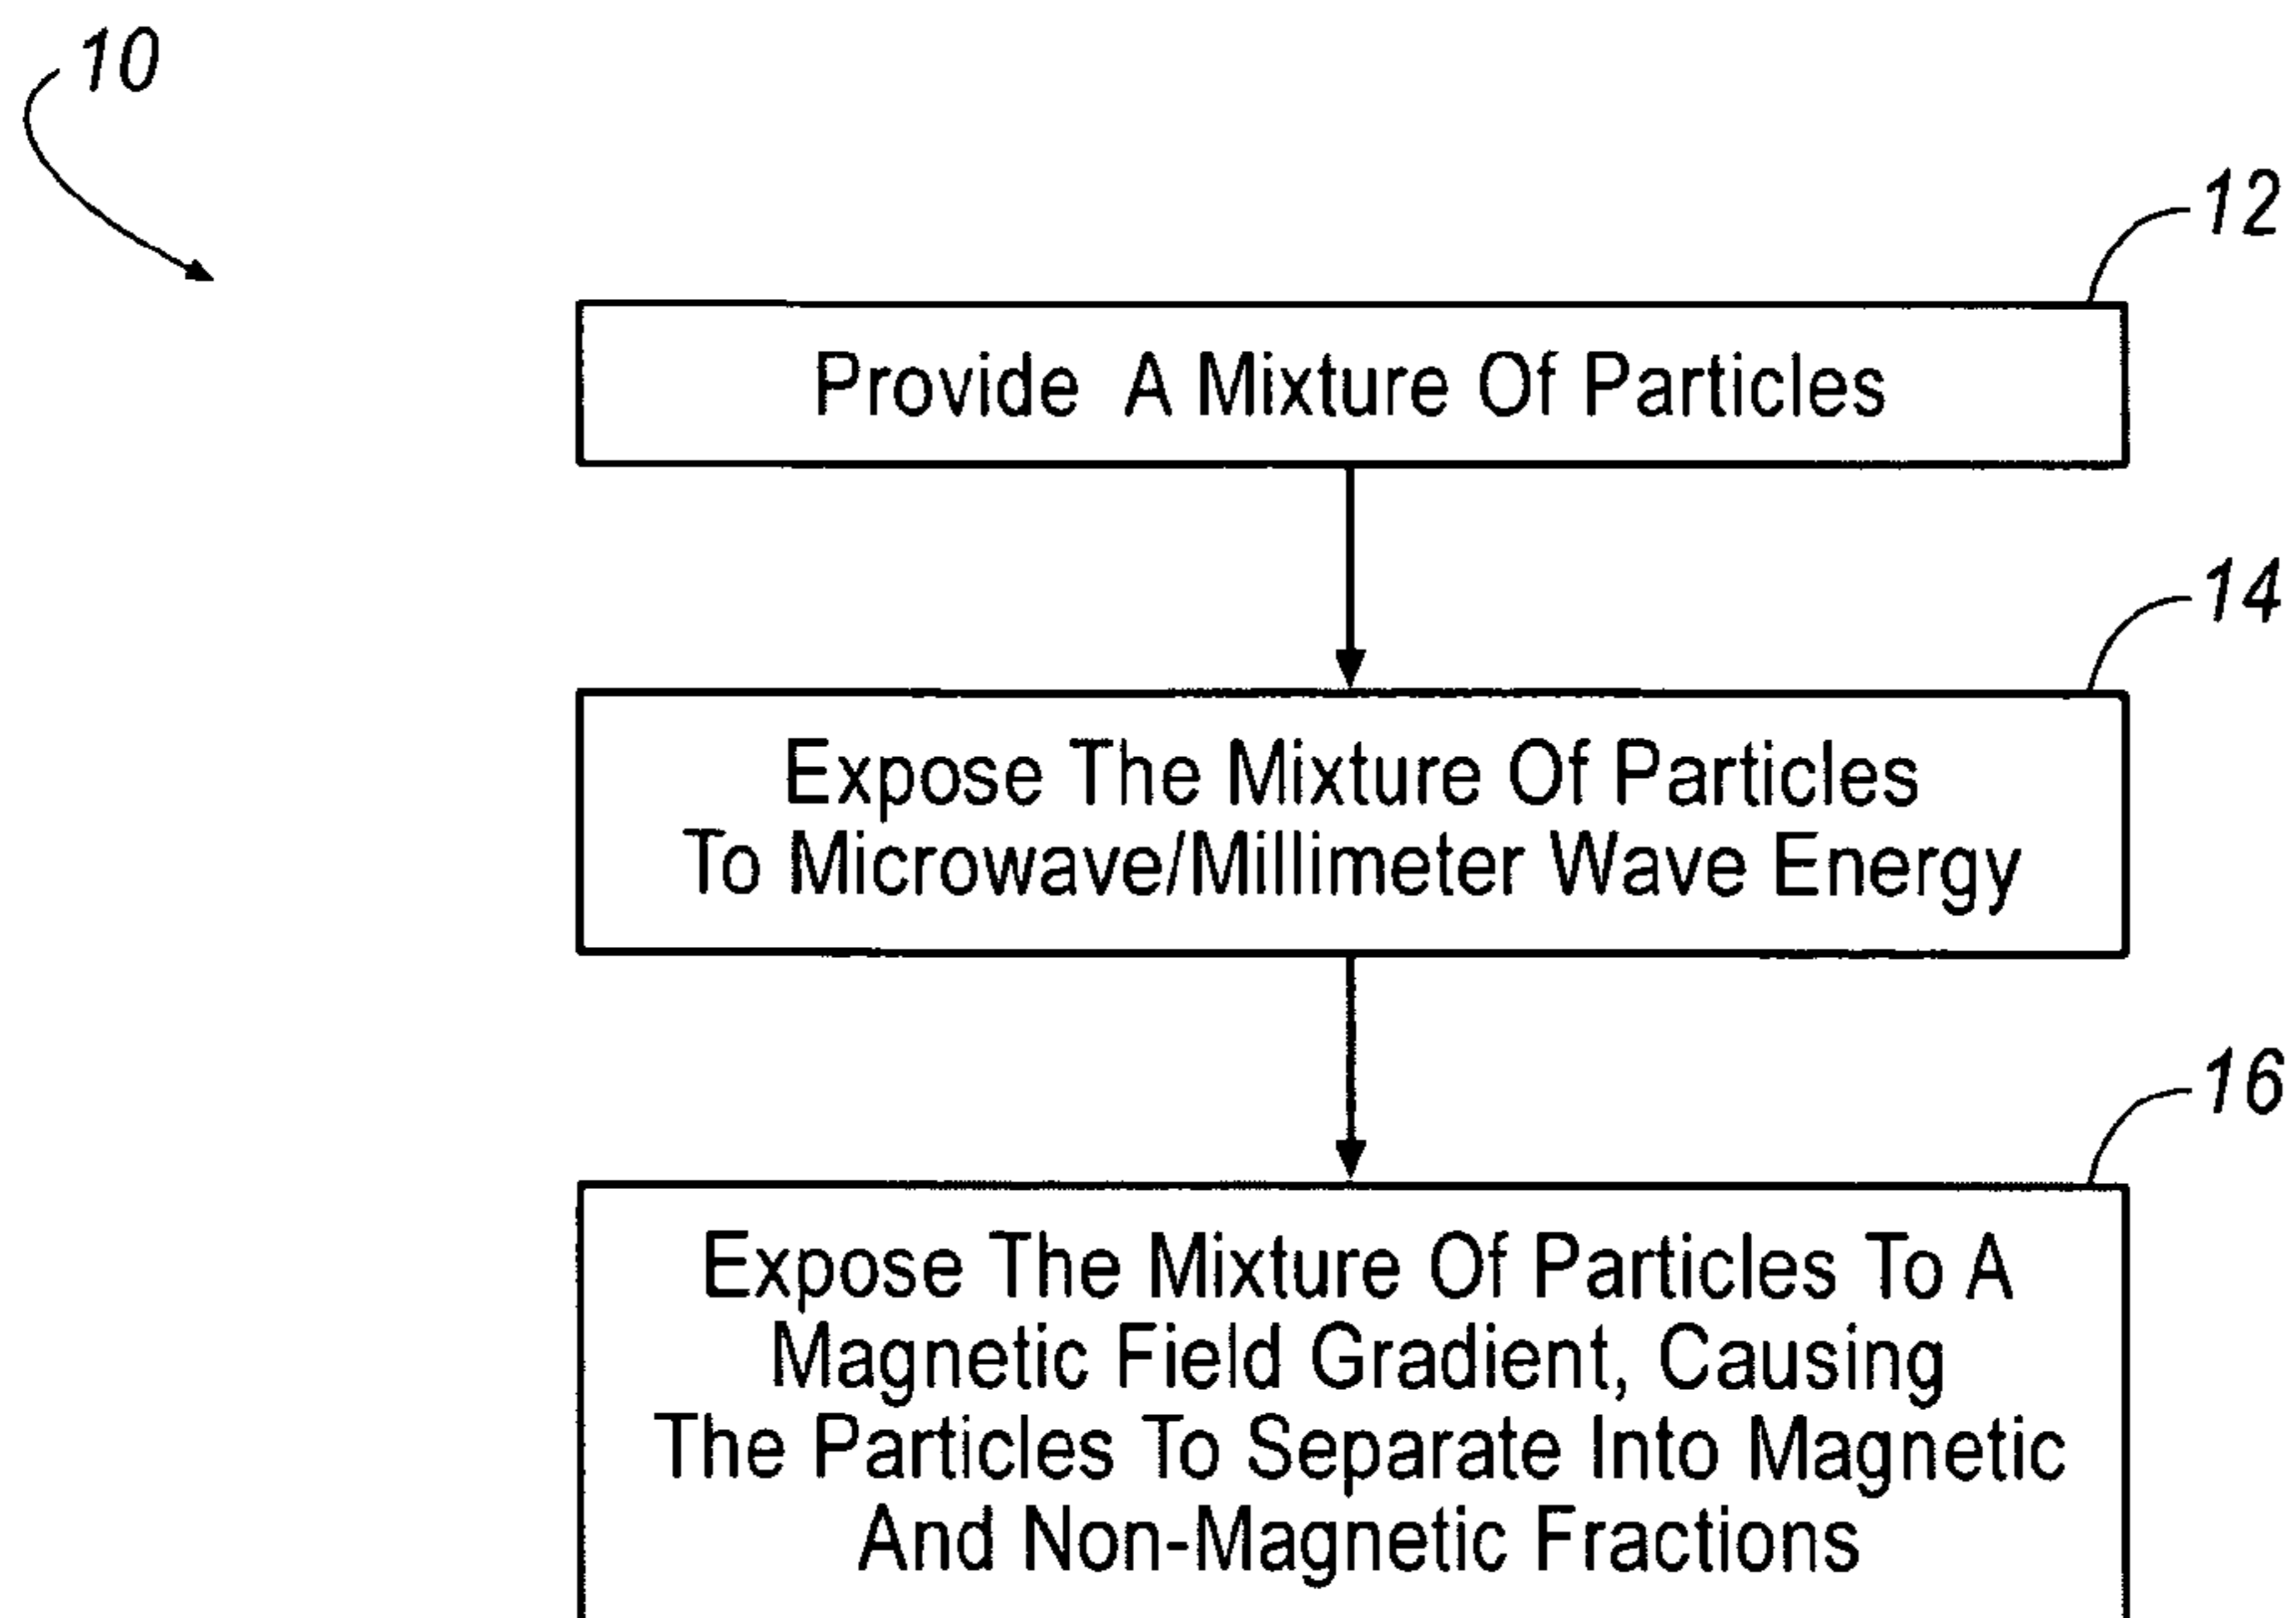 10
12
Provide A Mixture Of Particles
14
Expose The Mixture Of Particles
To Microwave/Millimeter Wave Energy
16
Expose The Mixture Of Particles To A
Magnetic Field Gradient, Causing
The Particles To Separate Into Magnetic
And Non-Magnetic Fractions